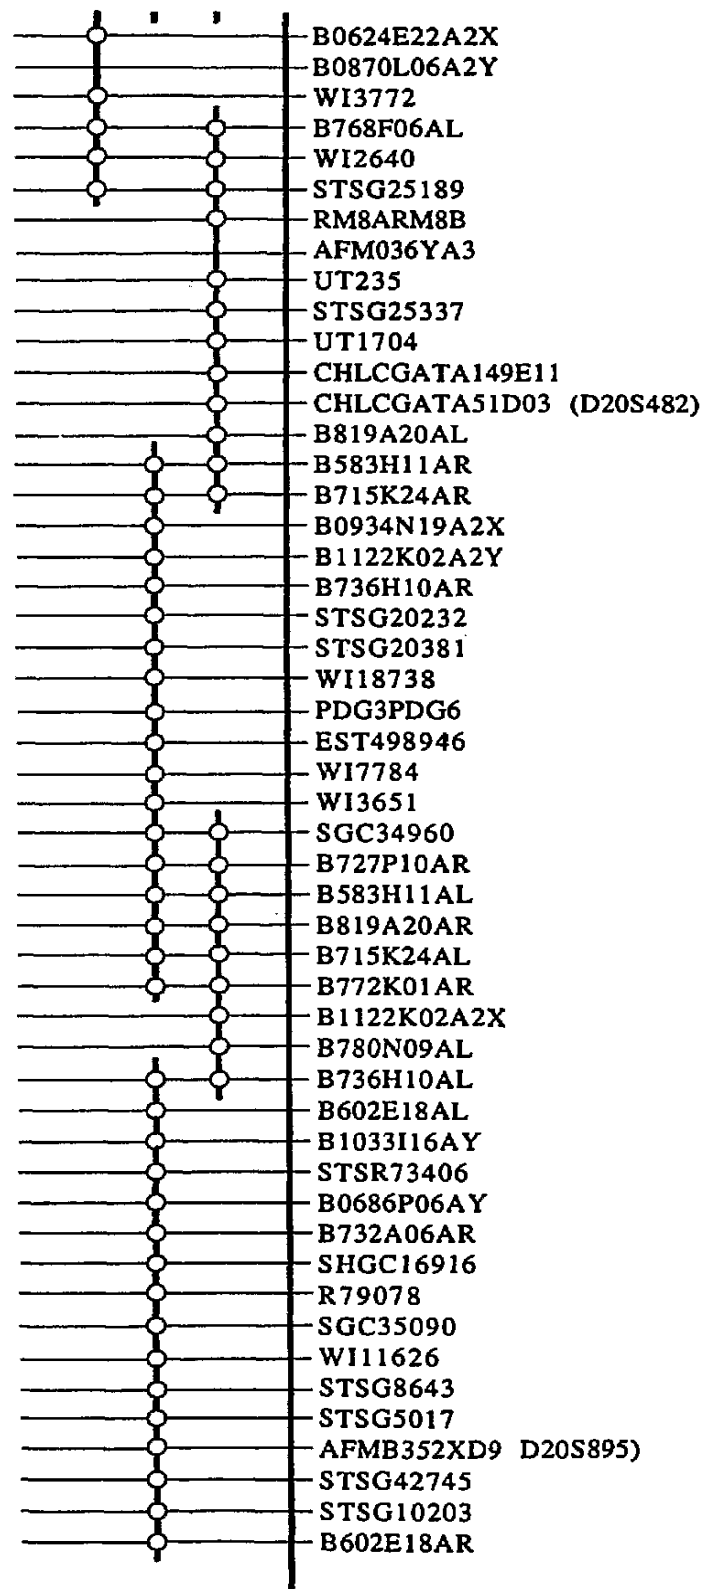 B0624E22A2X
B0870L06A2Y
WI3772
B768F06AL
WI2640
STSG25189
RM8ARM8B
AFM036YA3
UT235
STSG25337
UT1704
CHLCGATA149E11
CHLCGATA51D03 (D20S482)
B819A20AL
B583H11AR
B715K24AR
B0934N19A2X
B1122K02A2Y
B736H10AR
STSG20232
STSG20381
WI18738
PDG3PDG6
EST498946
WI7784
WI3651
SGC34960
B727P10AR
B583H11AL
B819A20AR
B715K24AL
B772K01AR
B1122K02A2X
B780N09AL
B736H10AL
B602E18AL
B1033I16AY
STSR73406
B0686P06AY
B732A06AR
SHGC16916
R79078
SGC35090
WI11626
STSG8643
STSG5017
AFMB352XD9 D20S895)
STSG42745
STSG10203
B602E18AR